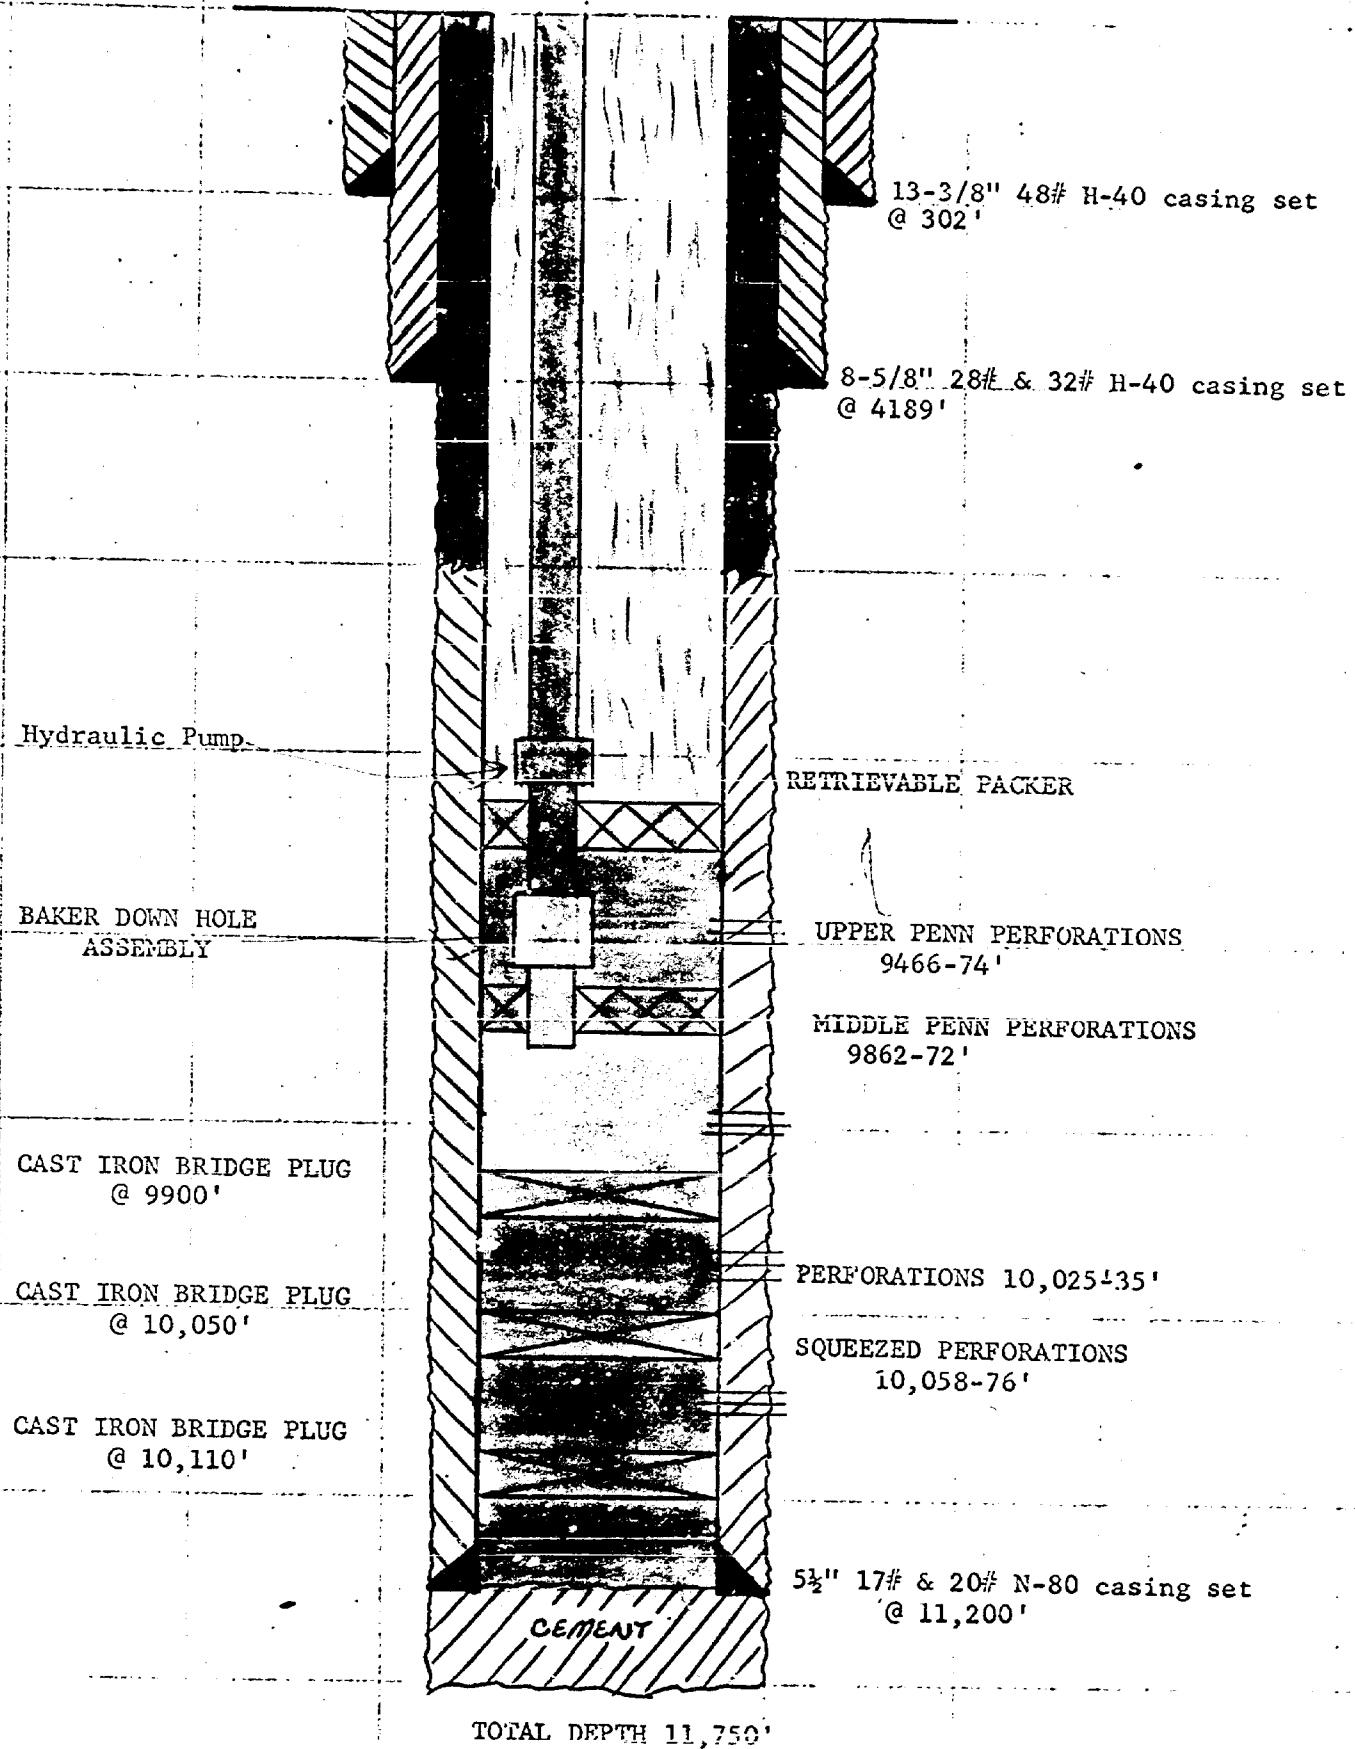 13-3/8" 48# H-40 casing set
@ 302'
8-5/8" 28# & 32# H-40 casing set
@ 4189'
Hydraulic Pump
RETRIEVABLE PACKER
BAKER DOWN HOLE
ASSEMBLY
UPPER PENN PERFORATIONS
9466-74'
MIDDLE PENN PERFORATIONS
9862-72'
CAST IRON BRIDGE PLUG
@ 9900'
PERFORATIONS 10,025-35'
CAST IRON BRIDGE PLUG
@ 10,050'
SQUEEZED PERFORATIONS
10,058-76'
CAST IRON BRIDGE PLUG
@ 10,110'
5½" 17# & 20# N-80 casing set
@ 11,200'
CEMENT
TOTAL DEPTH 11,750'